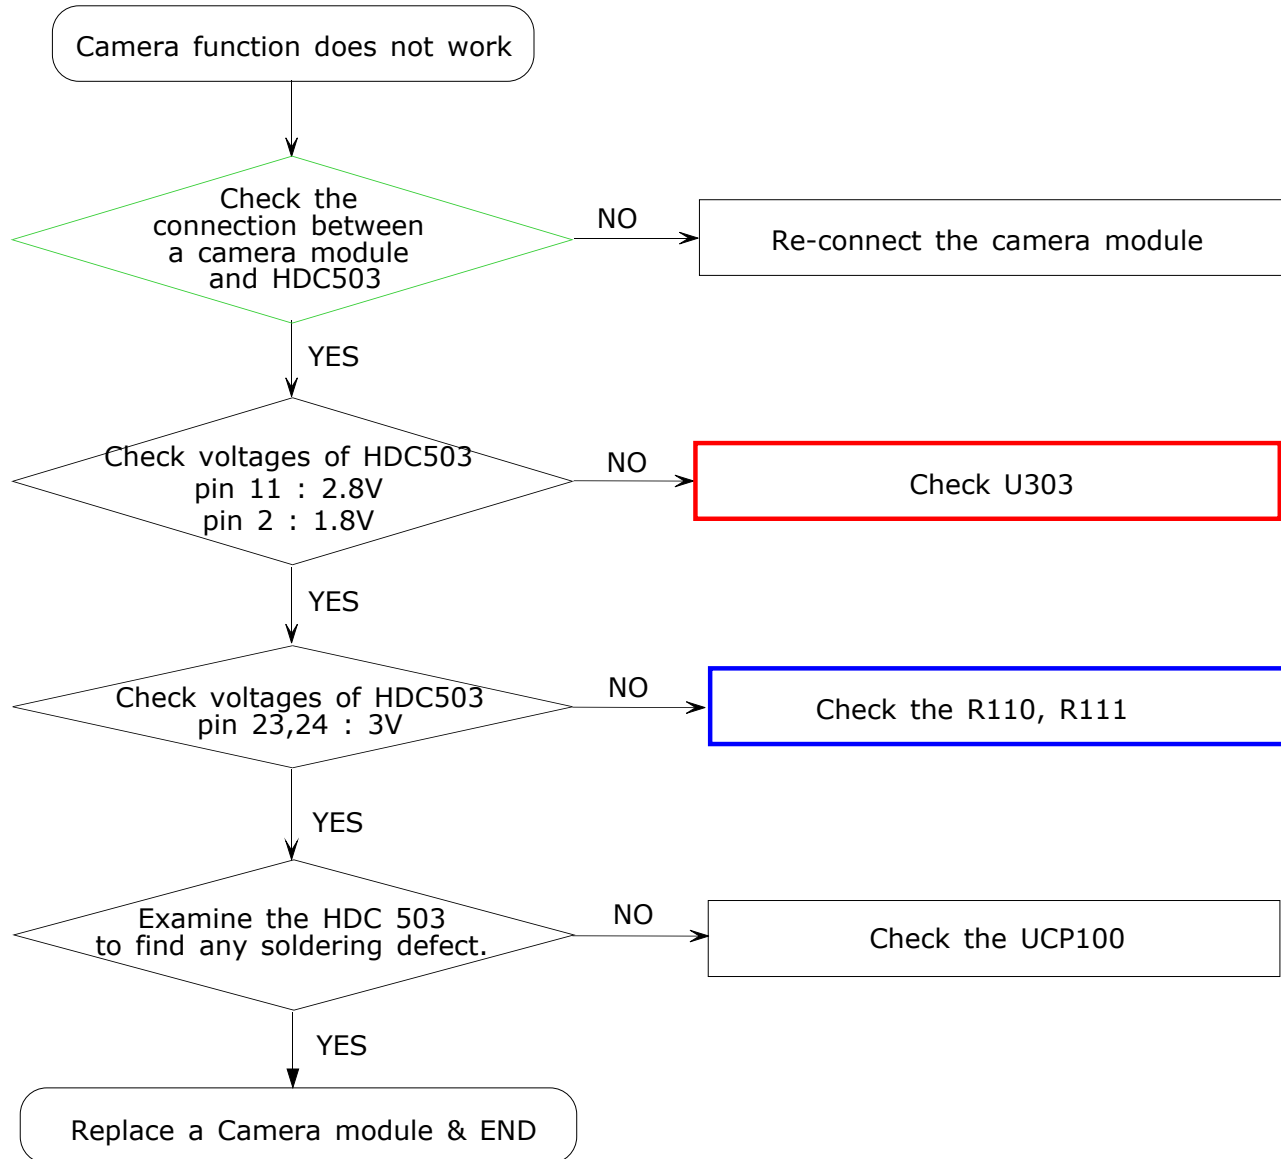 Camera function does not work
Check the
connection between
a camera module
and HDC503
NO
Re-connect the camera module
YES
Check voltages of HDC503
pin 11 : 2.8V
pin 2 : 1.8V
NO
Check U303
YES
Check voltages of HDC503
pin 23,24 : 3V
NO
Check the R110, R111
YES
Examine the HDC 503
to find any soldering defect.
NO
Check the UCP100
YES
Replace a Camera module & END